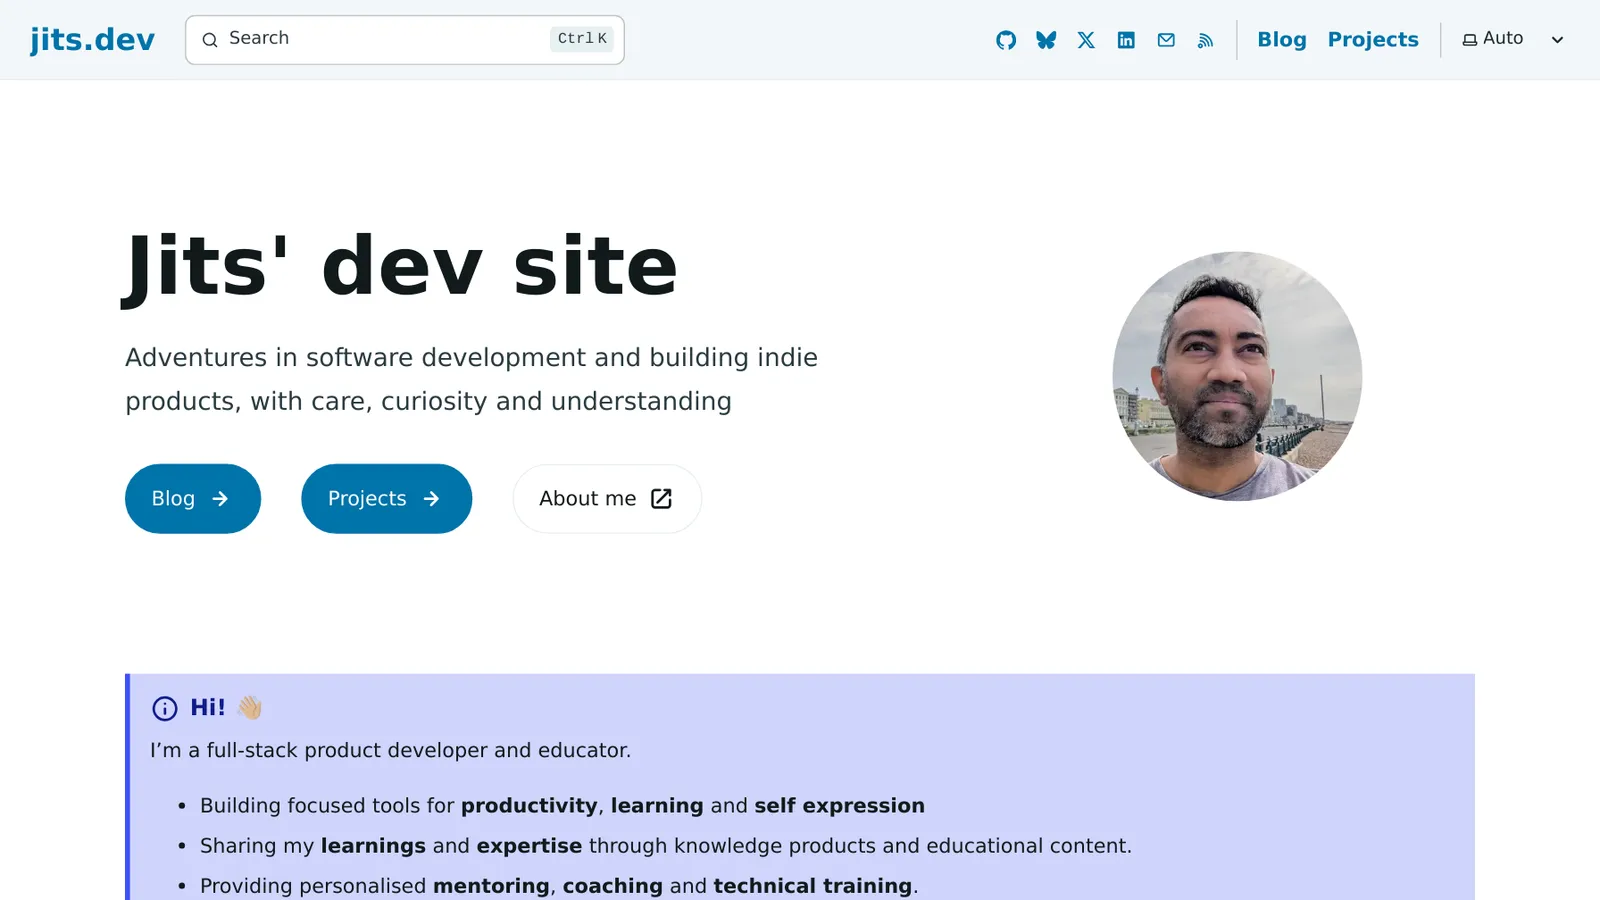 jits.dev
Search
Ctrl K
Blog
Projects
Auto
Jits' dev site
Adventures in software development and building indie
products, with care, curiosity and understanding
Blog
Projects
About me
Hi! 👋🏼
I’m a full-stack product developer and educator.
• Building focused tools for productivity, learning and self expression
• Sharing my learnings and expertise through knowledge products and educational content.
• Providing personalised mentoring, coaching and technical training.